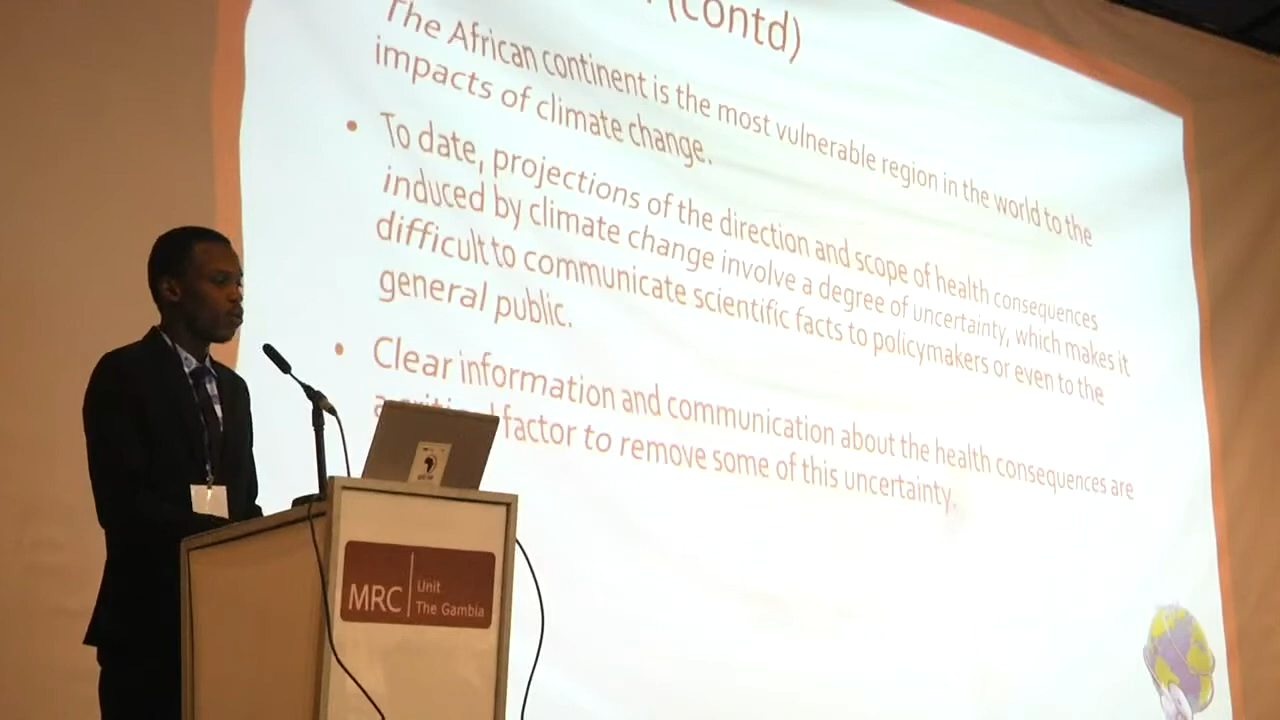 (contd)
The African continent is the most vulnerable region in the world to the
impacts of climate change.
• To date, projections of the direction and scope of health consequences
induced by climate change involve a degree of uncertainty, which makes it
difficult to communicate scientific facts to policymakers or even to the
general public.
• Clear information and communication about the health consequences are
a critical factor to remove some of this uncertainty.
MRC
Unit
The Gambia